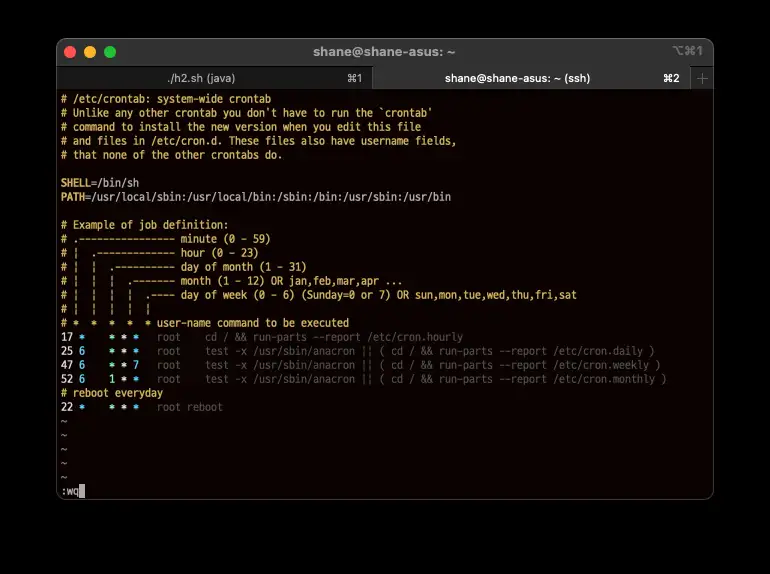 shane@shane-asus: ~
⌥⌘1
./h2.sh (java)
⌘1
shane@shane-asus: ~ (ssh)
⌘2
+
# /etc/crontab: system-wide crontab
# Unlike any other crontab you don't have to run the `crontab'
# command to install the new version when you edit this file
# and files in /etc/cron.d. These files also have username fields,
# that none of the other crontabs do.
SHELL=/bin/sh
PATH=/usr/local/sbin:/usr/local/bin:/sbin:/bin:/usr/sbin:/usr/bin
# Example of job definition:
# .---------------- minute (0 - 59)
# |  .------------- hour (0 - 23)
# |  |  .---------- day of month (1 - 31)
# |  |  |  .------- month (1 - 12) OR jan,feb,mar,apr ...
# |  |  |  |  .---- day of week (0 - 6) (Sunday=0 or 7) OR sun,mon,tue,wed,thu,fri,sat
# |  |  |  |  |
# *  *  *  *  * user-name command to be executed
17 *    * * *   root    cd / && run-parts --report /etc/cron.hourly
25 6    * * *   root    test -x /usr/sbin/anacron || ( cd / && run-parts --report /etc/cron.daily )
47 6    * * 7   root    test -x /usr/sbin/anacron || ( cd / && run-parts --report /etc/cron.weekly )
52 6    1 * *   root    test -x /usr/sbin/anacron || ( cd / && run-parts --report /etc/cron.monthly )
# reboot everyday
22 *    * * *   root reboot
~
~
~
~
~
:wq